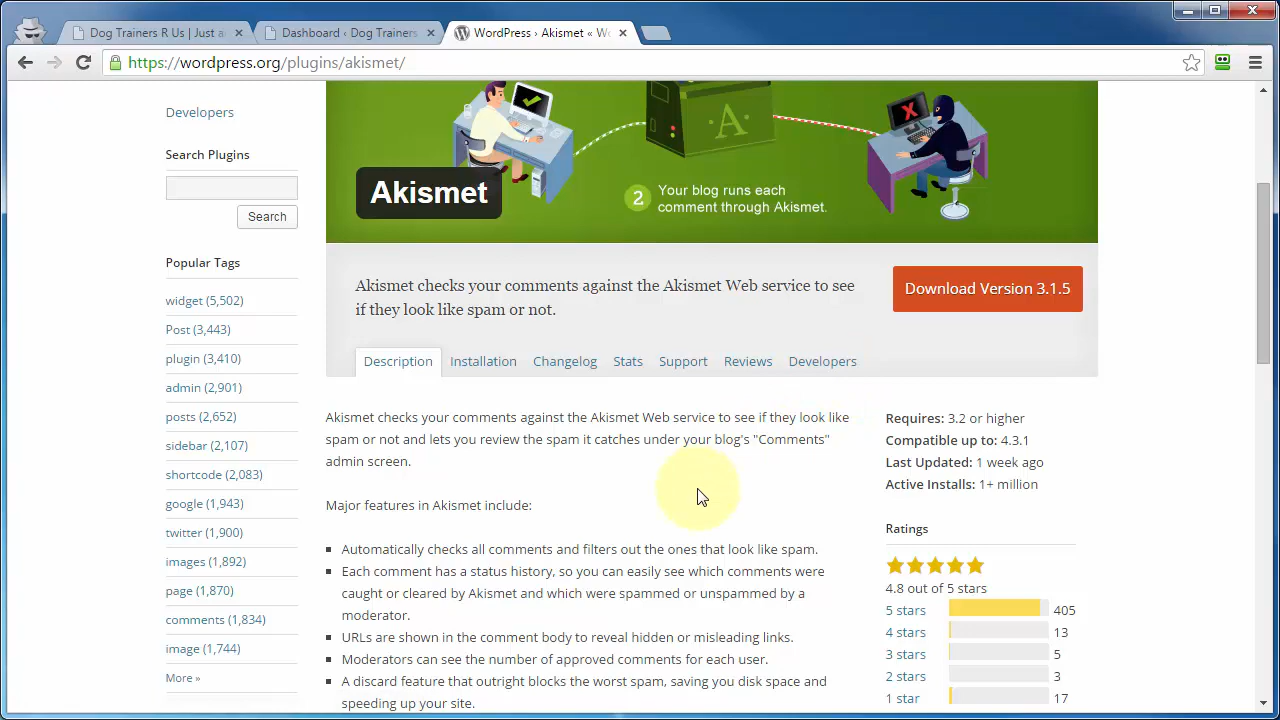 Dog Trainers R Us | Just a
Dashboard ‹ Dog Trainers
WordPress › Akismet « Wo
https://wordpress.org/plugins/akismet/
Developers
Search Plugins
Search
Popular Tags
widget (5,502)
Post (3,443)
plugin (3,410)
admin (2,901)
posts (2,652)
sidebar (2,107)
shortcode (2,083)
google (1,943)
twitter (1,900)
images (1,892)
page (1,870)
comments (1,834)
image (1,744)
More »
A
X
Akismet
2
Your blog runs each
comment through Akismet.
Akismet checks your comments against the Akismet Web service to see
if they look like spam or not.
Download Version 3.1.5
Description Installation Changelog Stats Support Reviews Developers
Akismet checks your comments against the Akismet Web service to see if they look like
spam or not and lets you review the spam it catches under your blog's "Comments"
admin screen.
Major features in Akismet include:
Automatically checks all comments and filters out the ones that look like spam.
Each comment has a status history, so you can easily see which comments were
caught or cleared by Akismet and which were spammed or unspammed by a
moderator.
URLs are shown in the comment body to reveal hidden or misleading links.
Moderators can see the number of approved comments for each user.
A discard feature that outright blocks the worst spam, saving you disk space and
speeding up your site.
Requires: 3.2 or higher
Compatible up to: 4.3.1
Last Updated: 1 week ago
Active Installs: 1+ million
Ratings
4.8 out of 5 stars
5 stars 405
4 stars 13
3 stars 5
2 stars 3
1 star 17